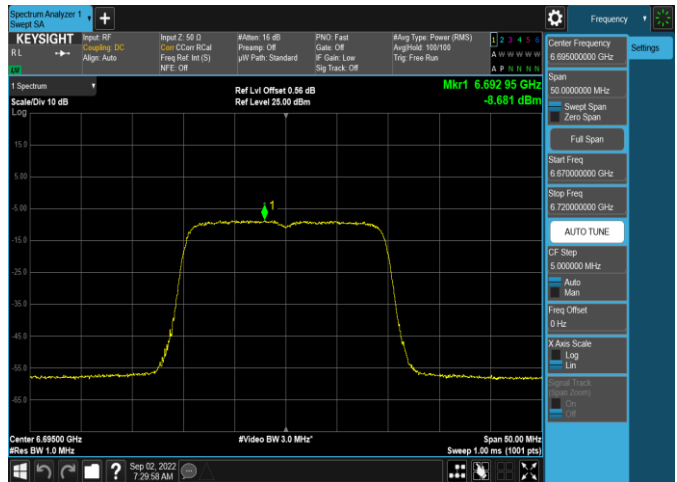 Spectrum Analyzer 1
Swept SA
Frequency
KEYSIGHT
RL
LV
Input: RF
Coupling: DC
Align: Auto
Input Z: 50 Ω
Corr CCorr RCal
Freq Ref: Int (S)
NFE: Off
#Atten: 16 dB
Preamp: Off
µW Path: Standard
PNO: Fast
Gate: Off
IF Gain: Low
Sig Track: Off
#Avg Type: Power (RMS)
Avg|Hold: 100/100
Trig: Free Run
1 2 3 4 5 6
A W W W W W
A P N N N N
1 Spectrum
Scale/Div 10 dB
Log
Ref Lvl Offset 0.56 dB
Ref Level 25.00 dBm
Mkr1 6.692 95 GHz
-8.681 dBm
15.0
5.00
-5.00
-15.0
-25.0
-35.0
-45.0
-55.0
-65.0
1
Center 6.69500 GHz
#Res BW 1.0 MHz
#Video BW 3.0 MHz*
Span 50.00 MHz
Sweep 1.00 ms (1001 pts)
Center Frequency
6.695000000 GHz
Settings
Span
50.0000000 MHz
Swept Span
Zero Span
Full Span
Start Freq
6.670000000 GHz
Stop Freq
6.720000000 GHz
AUTO TUNE
CF Step
5.000000 MHz
Auto
Man
Freq Offset
0 Hz
X Axis Scale
Log
Lin
Signal Track
(Span Zoom)
On
Off
Sep 02, 2022
7:29:58 AM